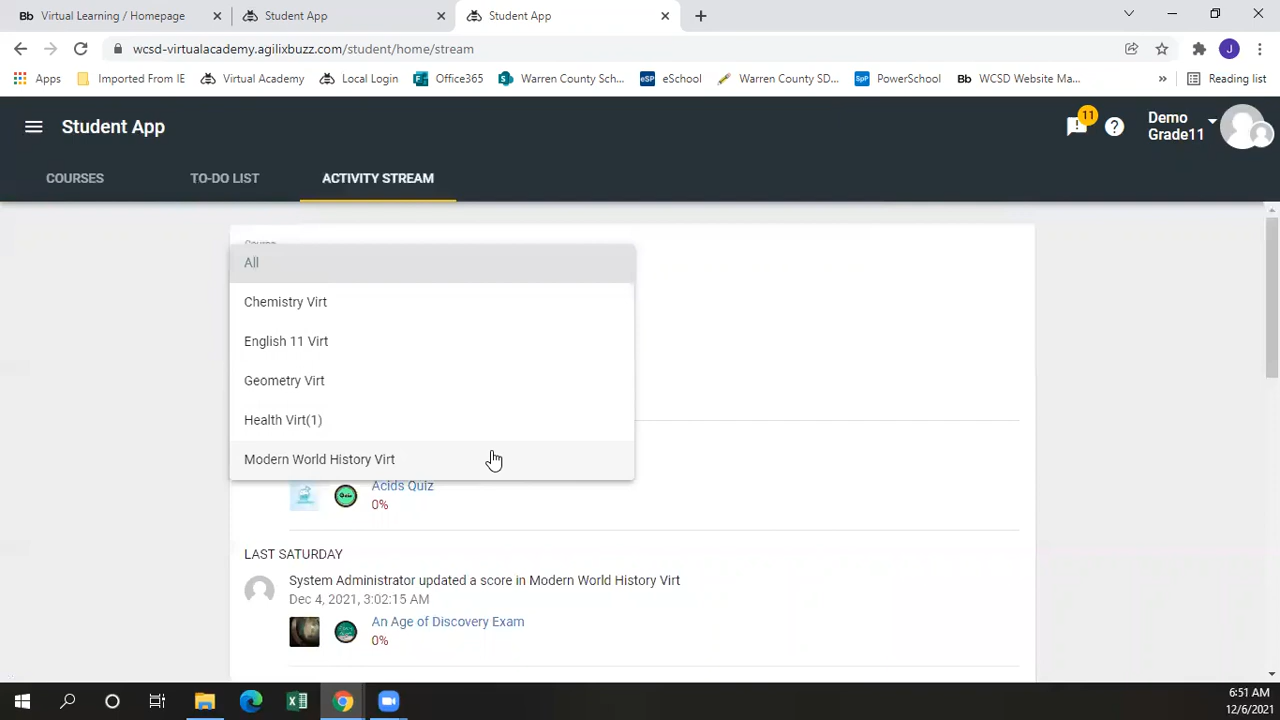 Bb Virtual Learning / Homepage
Student App
Student App
wcsd-virtualacademy.agilixbuzz.com/student/home/stream
J
Apps
Imported From IE
Virtual Academy
Local Login
Office365
Warren County Sch...
eSP eSchool
Warren County SD...
SpP PowerSchool
Bb WCSD Website Ma...
»
Reading list
Student App
11
Demo
Grade11
COURSES
TO-DO LIST
ACTIVITY STREAM
Course
All
Chemistry Virt
English 11 Virt
Geometry Virt
Health Virt(1)
Modern World History Virt
Acids Quiz
0%
LAST SATURDAY
System Administrator updated a score in Modern World History Virt
Dec 4, 2021, 3:02:15 AM
An Age of Discovery Exam
0%
6:51 AM
12/6/2021